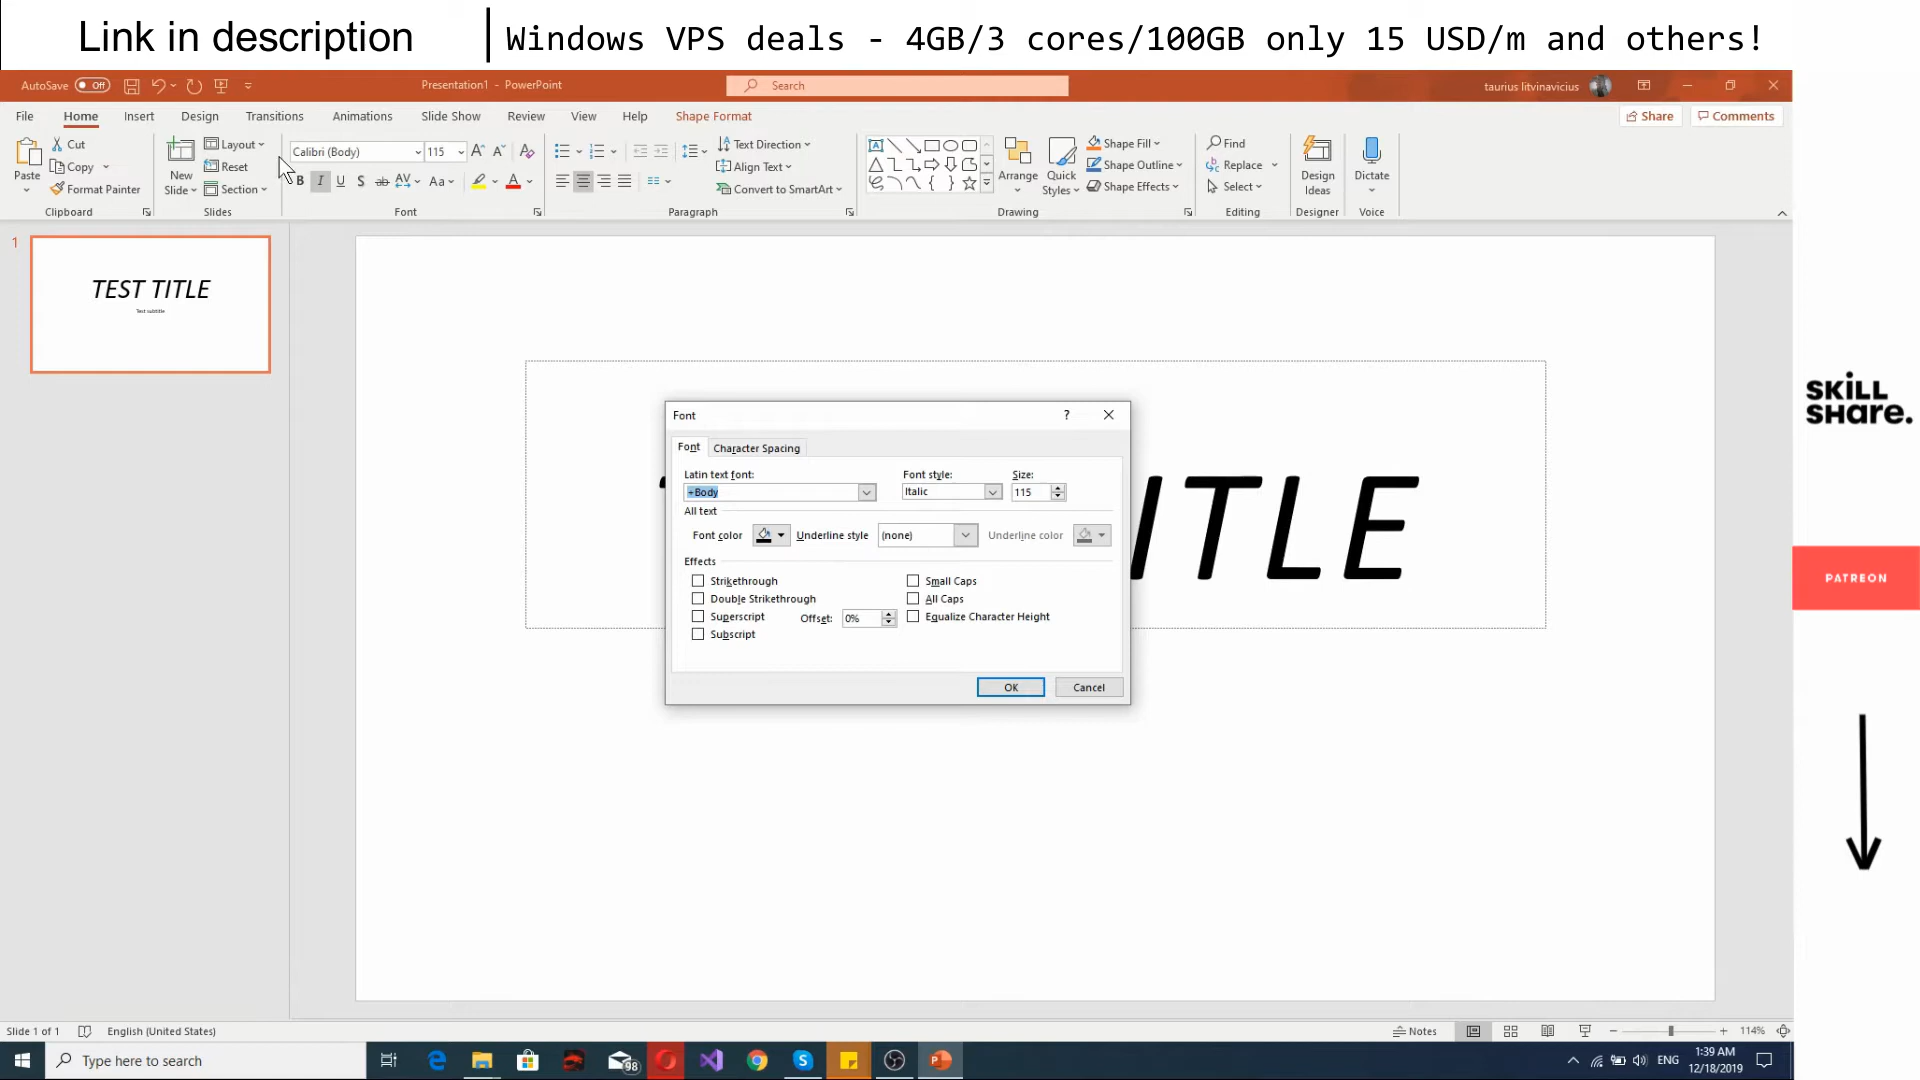 Link in description
Windows VPS deals - 4GB/3 cores/100GB only 15 USD/m and others!
AutoSave Off
Presentation1 - PowerPoint
Search
taurius litvinavicius
File Home Insert Design Transitions Animations Slide Show Review View Help Shape Format
Share
Comments
Paste
Cut
Copy
Format Painter
Clipboard
New Slide
Layout
Reset
Section
Slides
Calibri (Body) 115
B I U S ab AV Aa A
Font
Text Direction
Align Text
Convert to SmartArt
Paragraph
Arrange
Quick Styles
Shape Fill
Shape Outline
Shape Effects
Drawing
Find
Replace
Select
Editing
Design Ideas
Designer
Dictate
Voice
1
TEST TITLE
Test subtitle
ITLE
Font
?
Font Character Spacing
Latin text font: Font style: Size:
+Body Italic 115
All text
Font color Underline style (none) Underline color
Effects
Strikethrough Small Caps
Double Strikethrough All Caps
Superscript Offset: 0% Equalize Character Height
Subscript
OK Cancel
SKILL
SHare.
PATREON
Slide 1 of 1 English (United States) Notes 114%
Type here to search
98
ENG
1:39 AM
12/18/2019